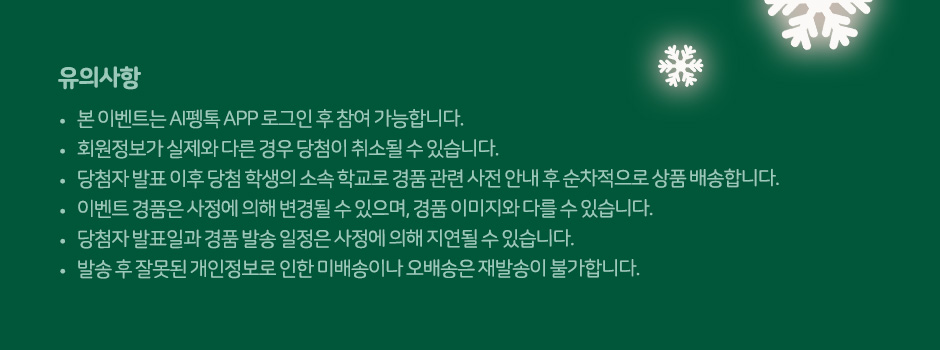 유의사항
• 본 이벤트는 AI펭톡 APP 로그인 후 참여 가능합니다.
• 회원정보가 실제와 다른 경우 당첨이 취소될 수 있습니다.
• 당첨자 발표 이후 당첨 학생의 소속 학교로 경품 관련 사전 안내 후 순차적으로 상품 배송합니다.
• 이벤트 경품은 사정에 의해 변경될 수 있으며, 경품 이미지와 다를 수 있습니다.
• 당첨자 발표일과 경품 발송 일정은 사정에 의해 지연될 수 있습니다.
• 발송 후 잘못된 개인정보로 인한 미배송이나 오배송은 재발송이 불가합니다.